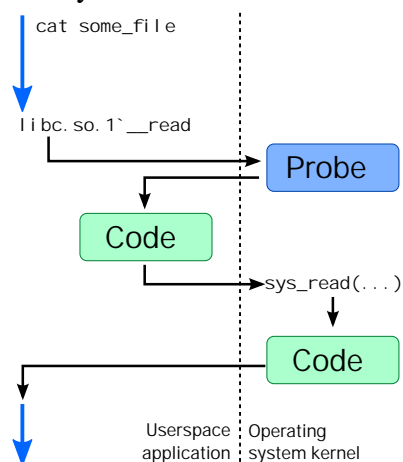 cat some_file
libc.so.1`__read
Probe
Code
sys_read(...)
Code
Userspace
application
Operating
system kernel